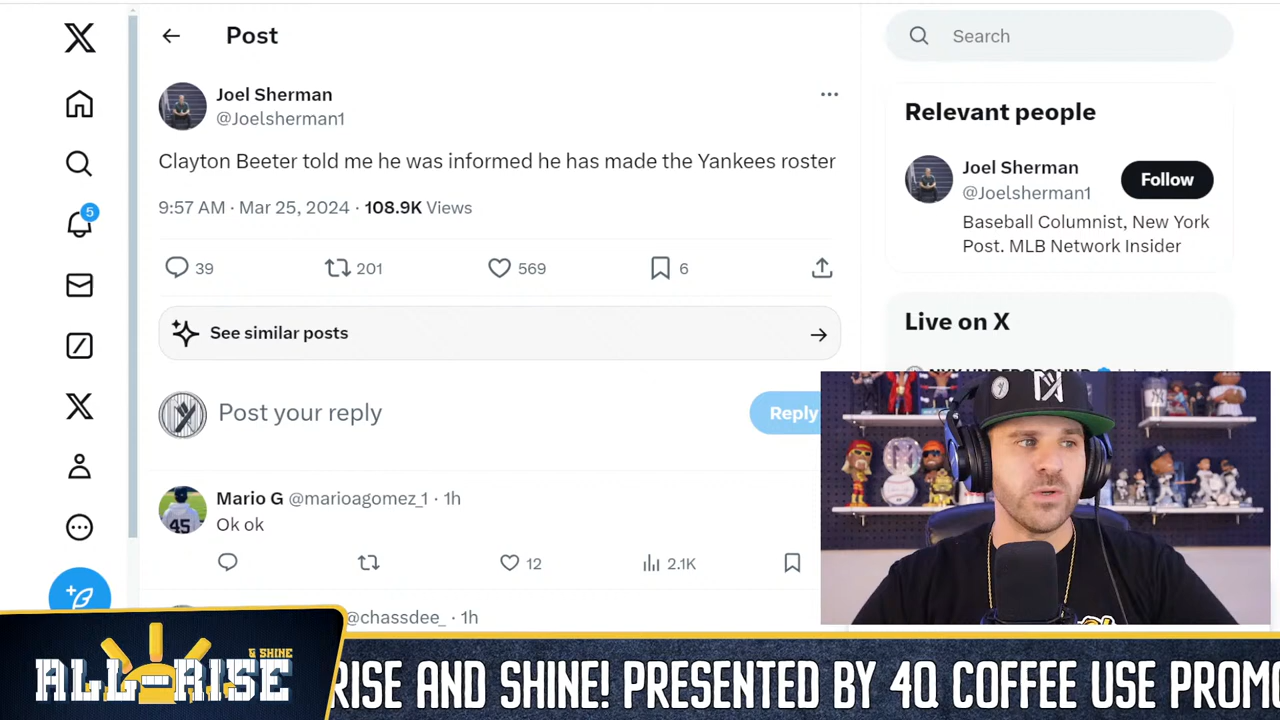 Post
Search
Joel Sherman
@Joelsherman1
Clayton Beeter told me he was informed he has made the Yankees roster
9:57 AM · Mar 25, 2024 · 108.9K Views
39
201
569
6
See similar posts
Post your reply
Reply
Mario G @marioagomez_1 · 1h
Ok ok
12
2.1K
@chassdee_ · 1h
5
Relevant people
Joel Sherman
@Joelsherman1
Follow
Baseball Columnist, New York
Post. MLB Network Insider
Live on X
45
& SHINE
ALL RISE
RISE AND SHINE! PRESENTED BY 4Q COFFEE USE PROMO